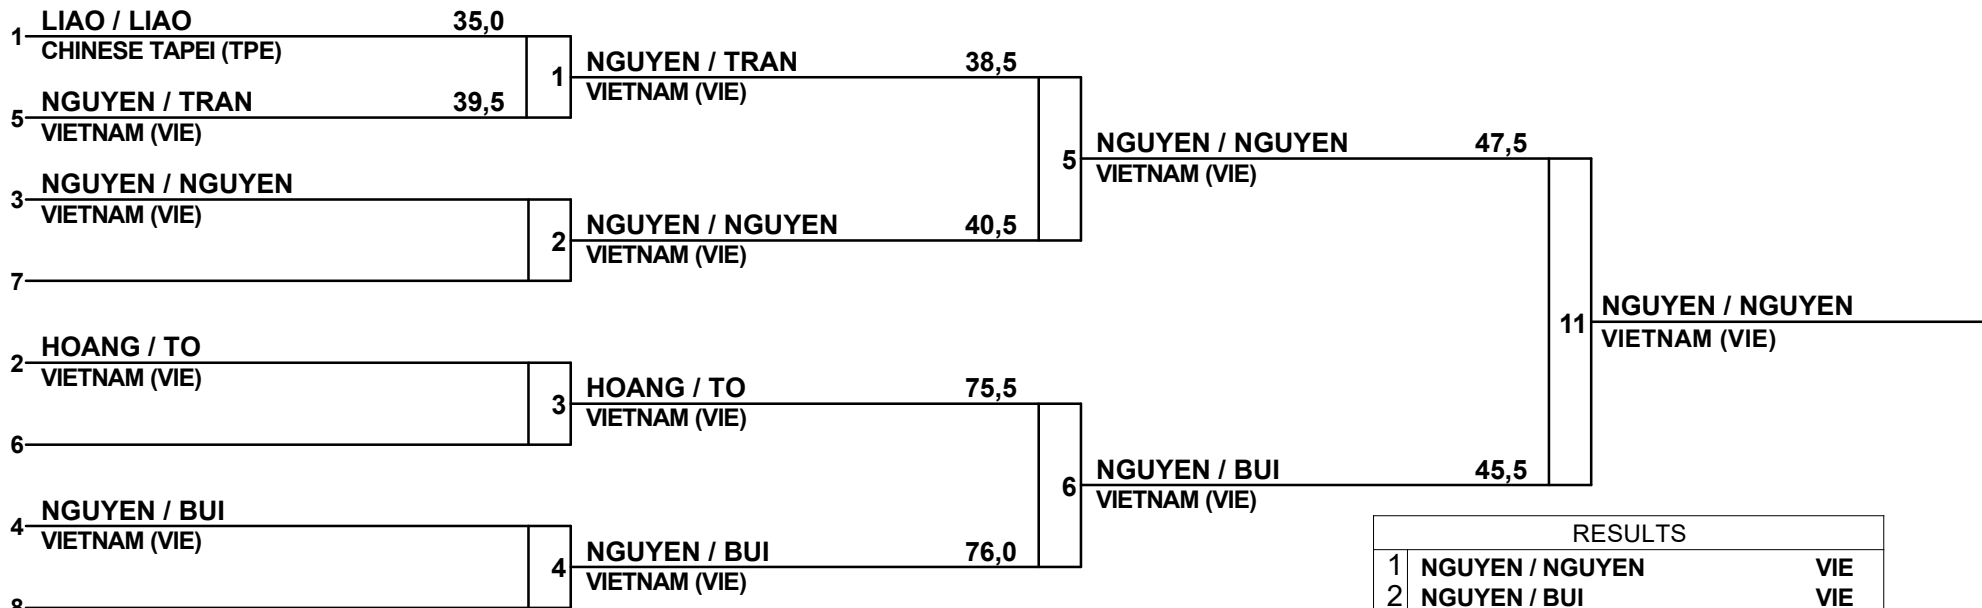 LIAO / LIAO 35,0
1
CHINESE TAPEI (TPE)
NGUYEN / TRAN 38,5
1
VIETNAM (VIE)
NGUYEN / TRAN 39,5
5
VIETNAM (VIE)
NGUYEN / NGUYEN 47,5
5
VIETNAM (VIE)
NGUYEN / NGUYEN
3
VIETNAM (VIE)
NGUYEN / NGUYEN 40,5
2
VIETNAM (VIE)
7
NGUYEN / NGUYEN
11
VIETNAM (VIE)
HOANG / TO
2
VIETNAM (VIE)
HOANG / TO 75,5
3
VIETNAM (VIE)
6
NGUYEN / BUI 45,5
6
VIETNAM (VIE)
NGUYEN / BUI
4
VIETNAM (VIE)
NGUYEN / BUI 76,0
4
VIETNAM (VIE)
8
RESULTS
1 NGUYEN / NGUYEN VIE
2 NGUYEN / BUI VIE